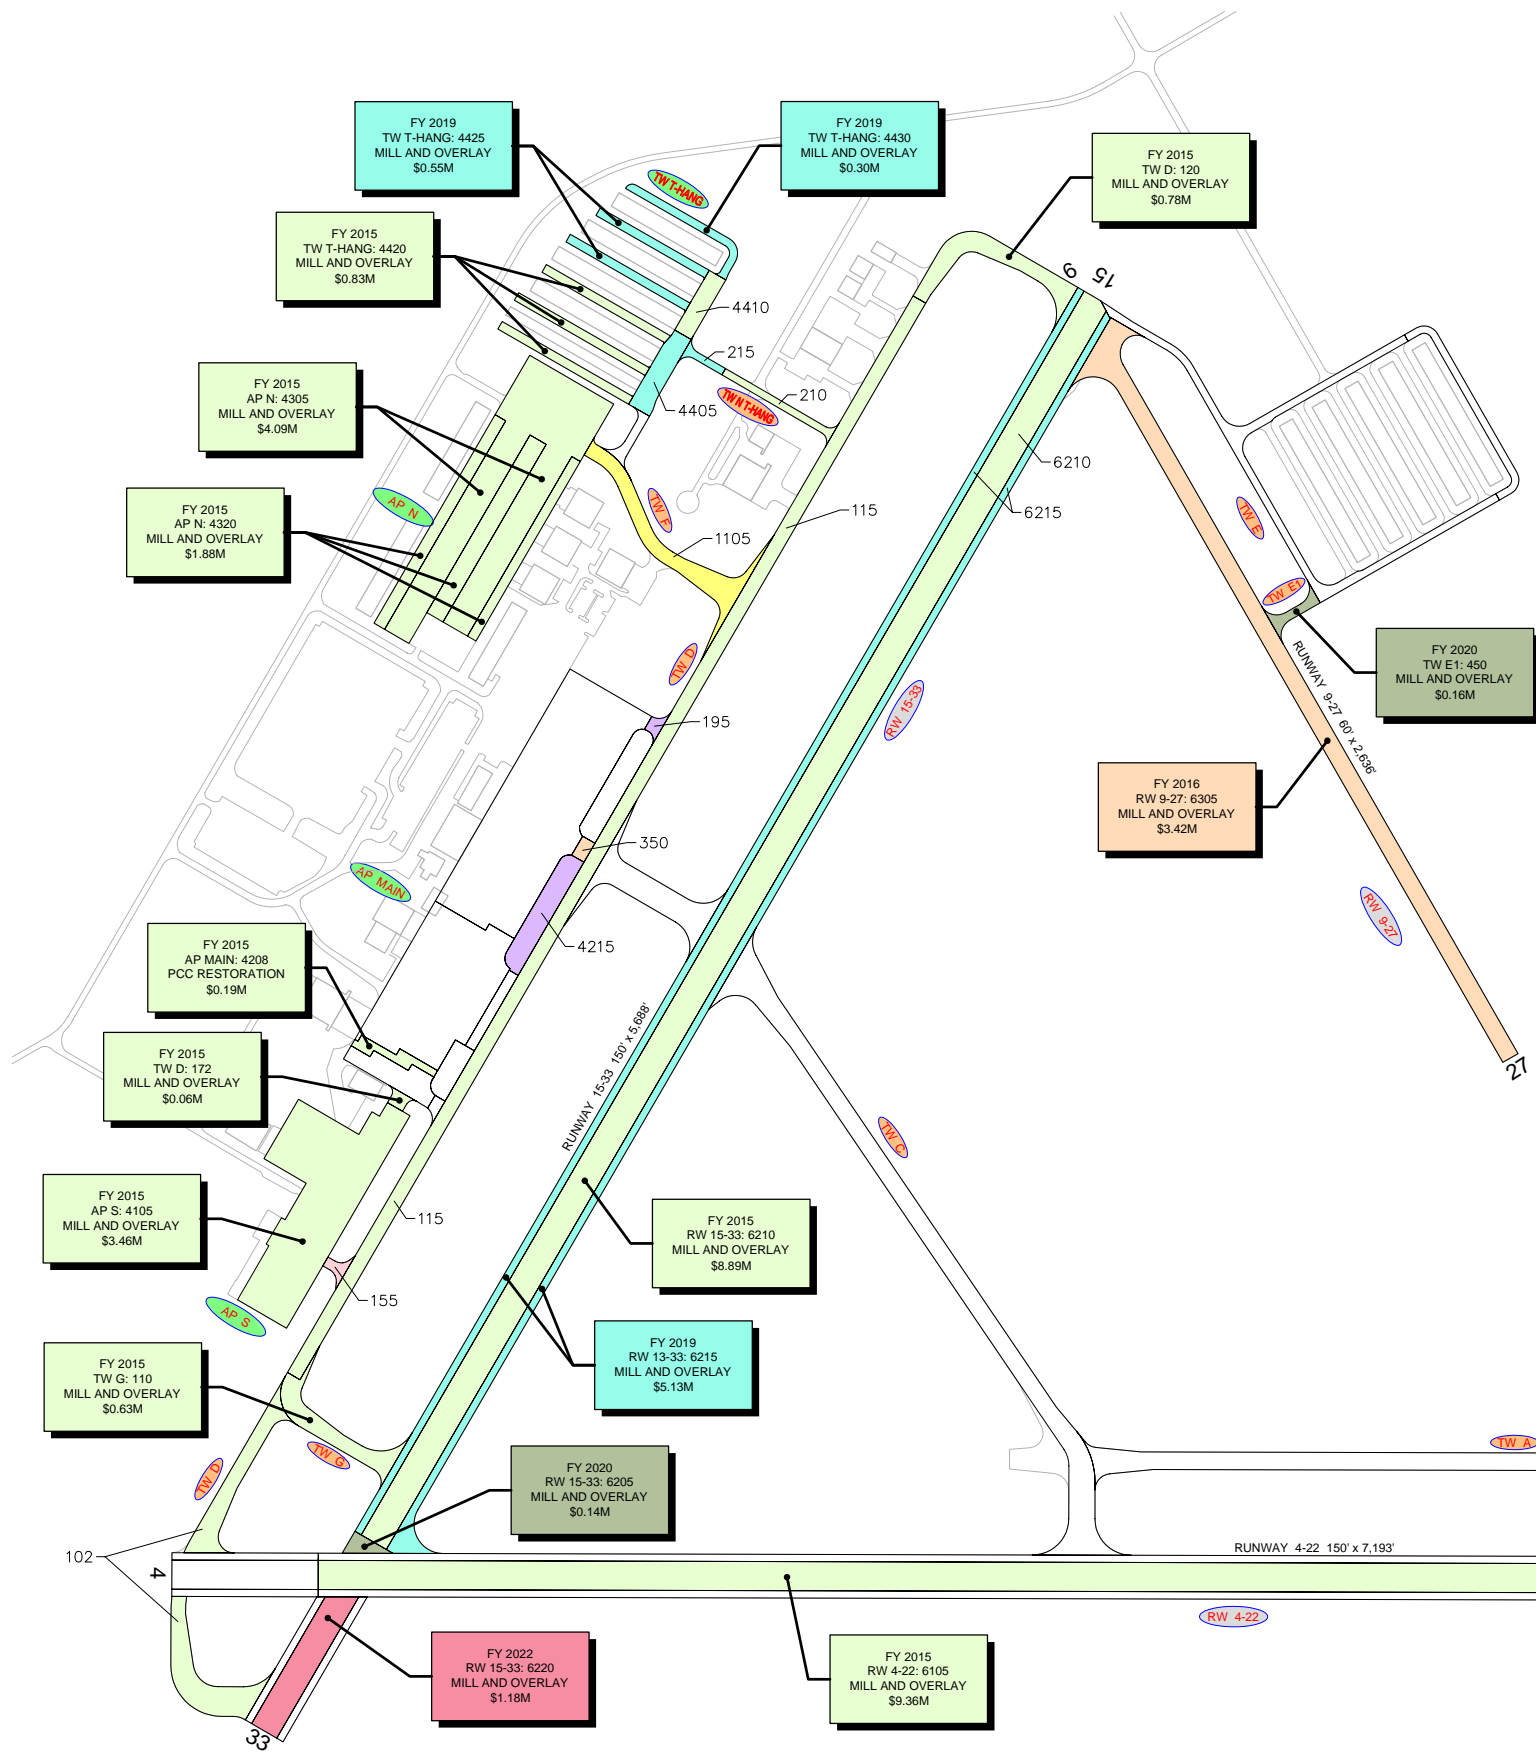 FY 2019
TW T-HANG: 4425
MILL AND OVERLAY
$0.55M
FY 2019
TW T-HANG: 4430
MILL AND OVERLAY
$0.30M
FY 2015
TW D: 120
MILL AND OVERLAY
$0.78M
TW T-HANG
FY 2015
TW T-HANG: 4420
MILL AND OVERLAY
$0.83M
9
15
4410
215
FY 2015
AP N: 4305
MILL AND OVERLAY
$4.09M
210
TW N T-HANG
4405
6210
AP N
TW F
115
6215
TW E
FY 2015
AP N: 4320
MILL AND OVERLAY
$1.88M
1105
TW E1
FY 2020
TW E1: 450
MILL AND OVERLAY
$0.16M
TW D
RUNWAY 9-27 60' x 2,636'
RW 15-33
195
FY 2016
RW 9-27: 6305
MILL AND OVERLAY
$3.42M
350
AP MAIN
RW 9-27
4215
FY 2015
AP MAIN: 4208
PCC RESTORATION
$0.19M
RUNWAY 15-33 150' x 5,688'
FY 2015
TW D: 172
MILL AND OVERLAY
$0.06M
27
TW C
FY 2015
AP S: 4105
MILL AND OVERLAY
$3.46M
115
FY 2015
RW 15-33: 6210
MILL AND OVERLAY
$8.89M
155
AP S
FY 2019
RW 13-33: 6215
MILL AND OVERLAY
$5.13M
FY 2015
TW G: 110
MILL AND OVERLAY
$0.63M
TW G
TW D
TW A
FY 2020
RW 15-33: 6205
MILL AND OVERLAY
$0.14M
102
4
RUNWAY 4-22 150' x 7,193'
RW 4-22
FY 2022
RW 15-33: 6220
MILL AND OVERLAY
$1.18M
FY 2015
RW 4-22: 6105
MILL AND OVERLAY
$9.36M
33